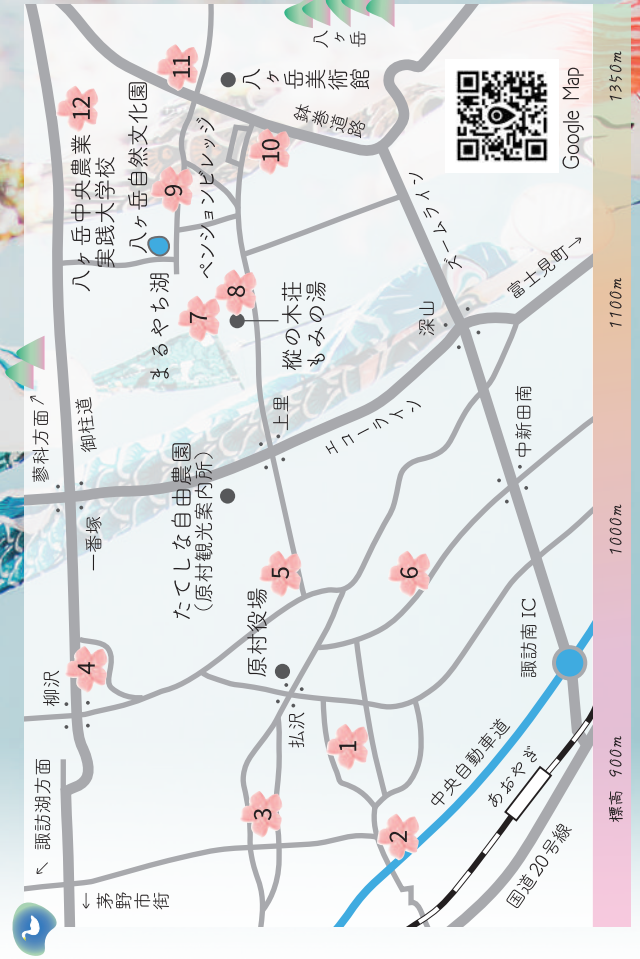 八ヶ岳
八ヶ岳美術館
鉢巻道路
Google Map
11
12
八ヶ岳中央農業
実践大学校
八ヶ岳自然文化園
9
ペンションビレッジ
10
ズームライン
富士見町→
まるやち湖
7
8
樅の木荘
もみの湯
深山
蓼科方面↗
御柱道
上里
エコーライン
中新田南
一番塚
たてしな自由農園
(原村観光案内所)
5
6
原村役場
諏訪南IC
4
柳沢
払沢
1
中央自動車道
あおやぎ
↖諏訪湖方面
3
2
国道20号線
←茅野市街
標高 900m
1000m
1100m
1350m